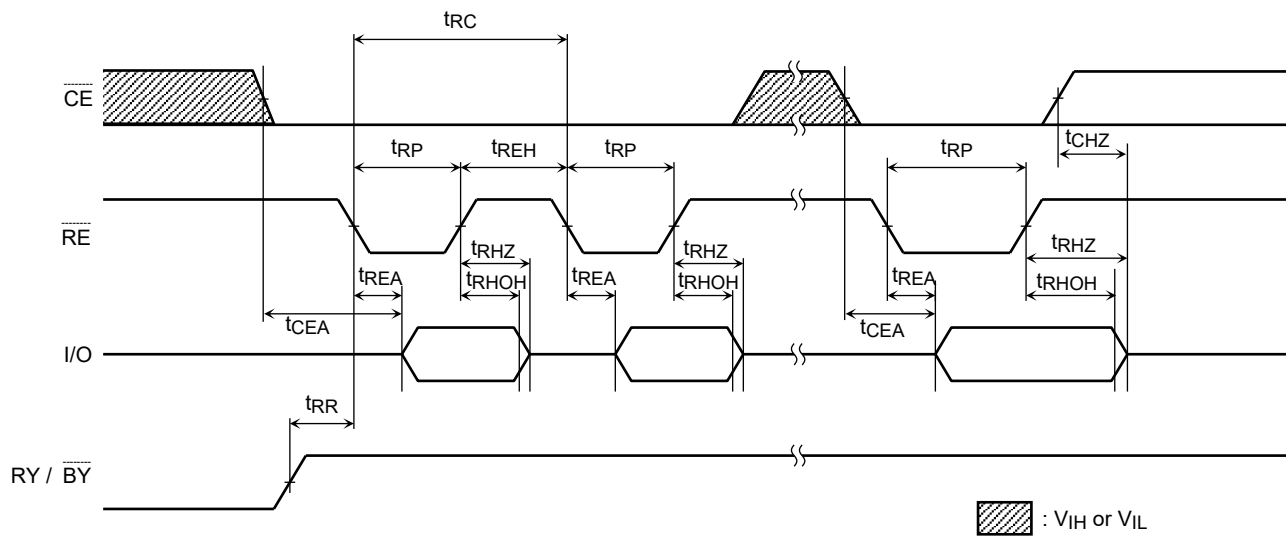 tRC
CE
tCHZ
tRP tREH tRP tRP
RE
tRHZ tRHZ tRHZ
tREA tRHOH tREA tRHOH tREA tRHOH
tCEA tCEA
I/O
tRR
RY / BY
: VIH or VIL